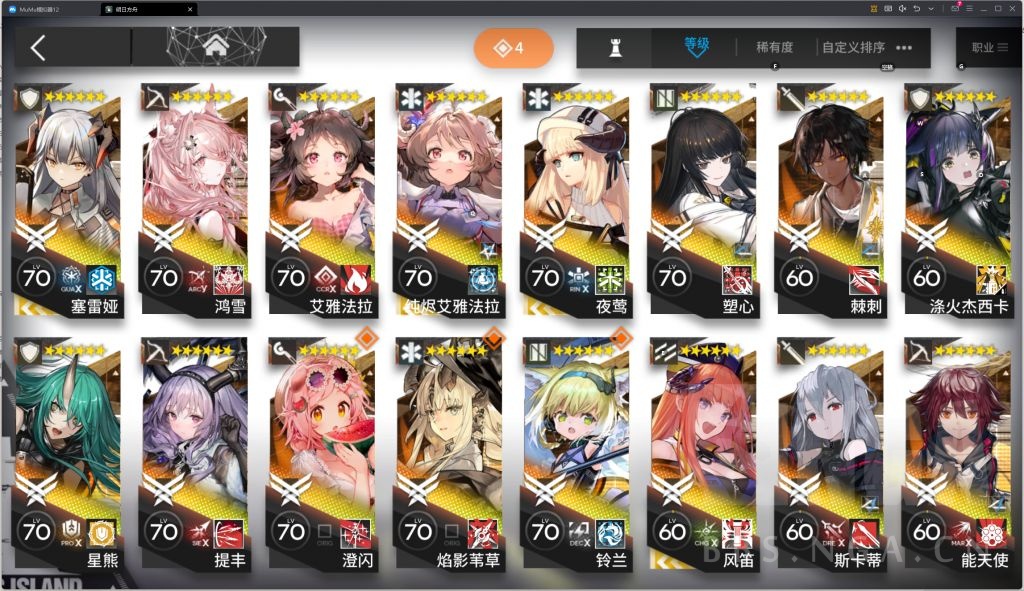 MuMu模拟器12
明日方舟
4
等级
稀有度
自定义排序
职业
F
空格
G
LV
70
GUA X
塞雷娅
LV
70
ARC Y
鸿雪
LV
70
CCR X
艾雅法拉
LV
70
纯烬艾雅法拉
LV
70
RIN X
夜莺
LV
70
塑心
LV
60
棘刺
W
S
D
LV
60
涤火杰西卡
Q
LV
70
PRO X
星熊
LV
70
SIE X
提丰
LV
70
ORIG
澄闪
LV
70
ORIG
焰影苇草
LV
70
DEC X
铃兰
LV
60
CHG X
风笛
LV
60
DRE X
斯卡蒂
LV
60
MAR X
能天使
BBS.NGA.CN
S ISLAND